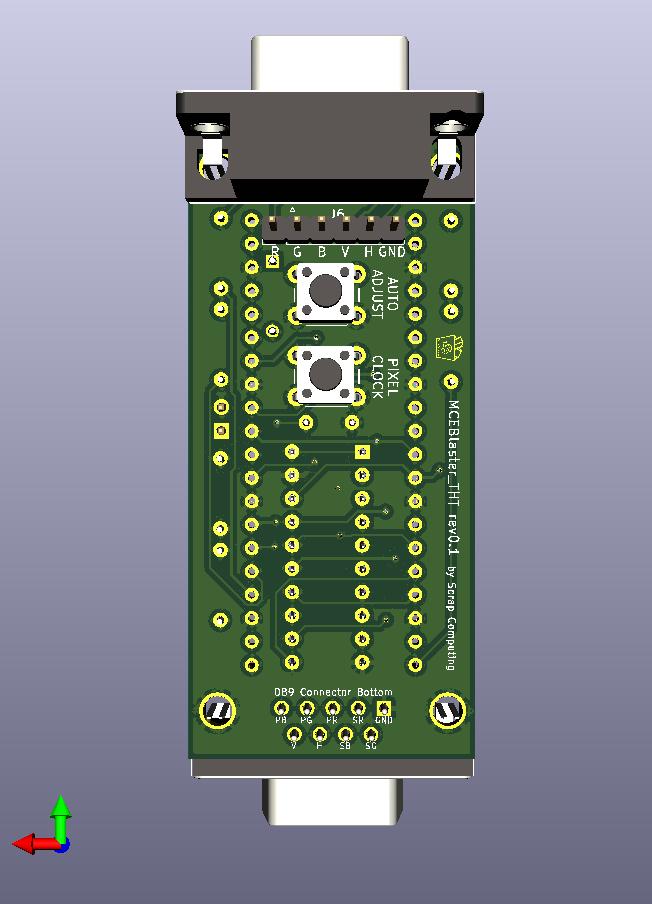 J6
R G B V H GND
AUTO
ADJUST
PIXEL
CLOCK
MCEBlaster_THT rev0.1 by Scrap Computing
DB9 Connector Bottom
PB PG PR SR GND
V H SB SG